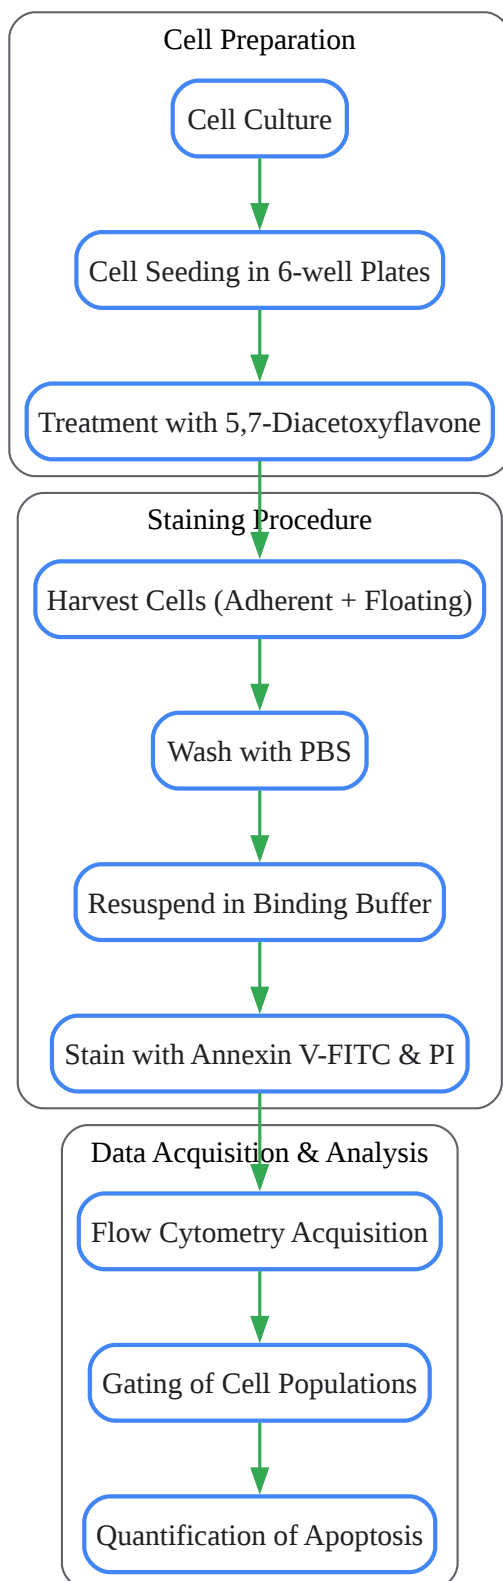 Cell Preparation
Cell Culture
Cell Seeding in 6-well Plates
Treatment with 5,7-Diacetoxyflavone
Staining Procedure
Harvest Cells (Adherent + Floating)
Wash with PBS
Resuspend in Binding Buffer
Stain with Annexin V-FITC & PI
Data Acquisition & Analysis
Flow Cytometry Acquisition
Gating of Cell Populations
Quantification of Apoptosis